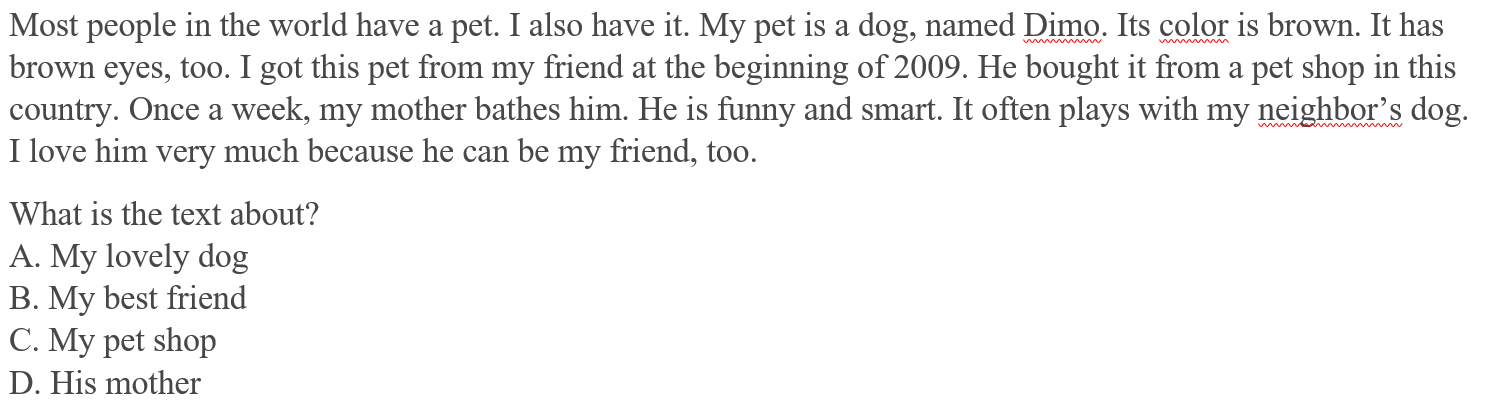 Most people in the world have a pet. I also have it. My pet is a dog, named Dimo. Its color is brown. It has
brown eyes, too. I got this pet from my friend at the beginning of 2009. He bought it from a pet shop in this
country. Once a week, my mother bathes him. He is funny and smart. It often plays with my neighbor’s dog.
I love him very much because he can be my friend, too.
What is the text about?
A. My lovely dog
B. My best friend
C. My pet shop
D. His mother